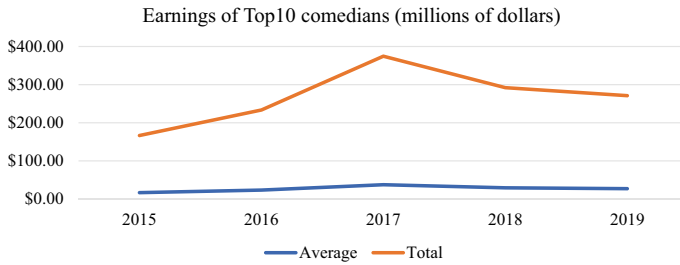 Earnings of Top10 comedians (millions of dollars)
$400.00
$300.00
$200.00
$100.00
$0.00
2015 2016 2017 2018 2019
Average Total